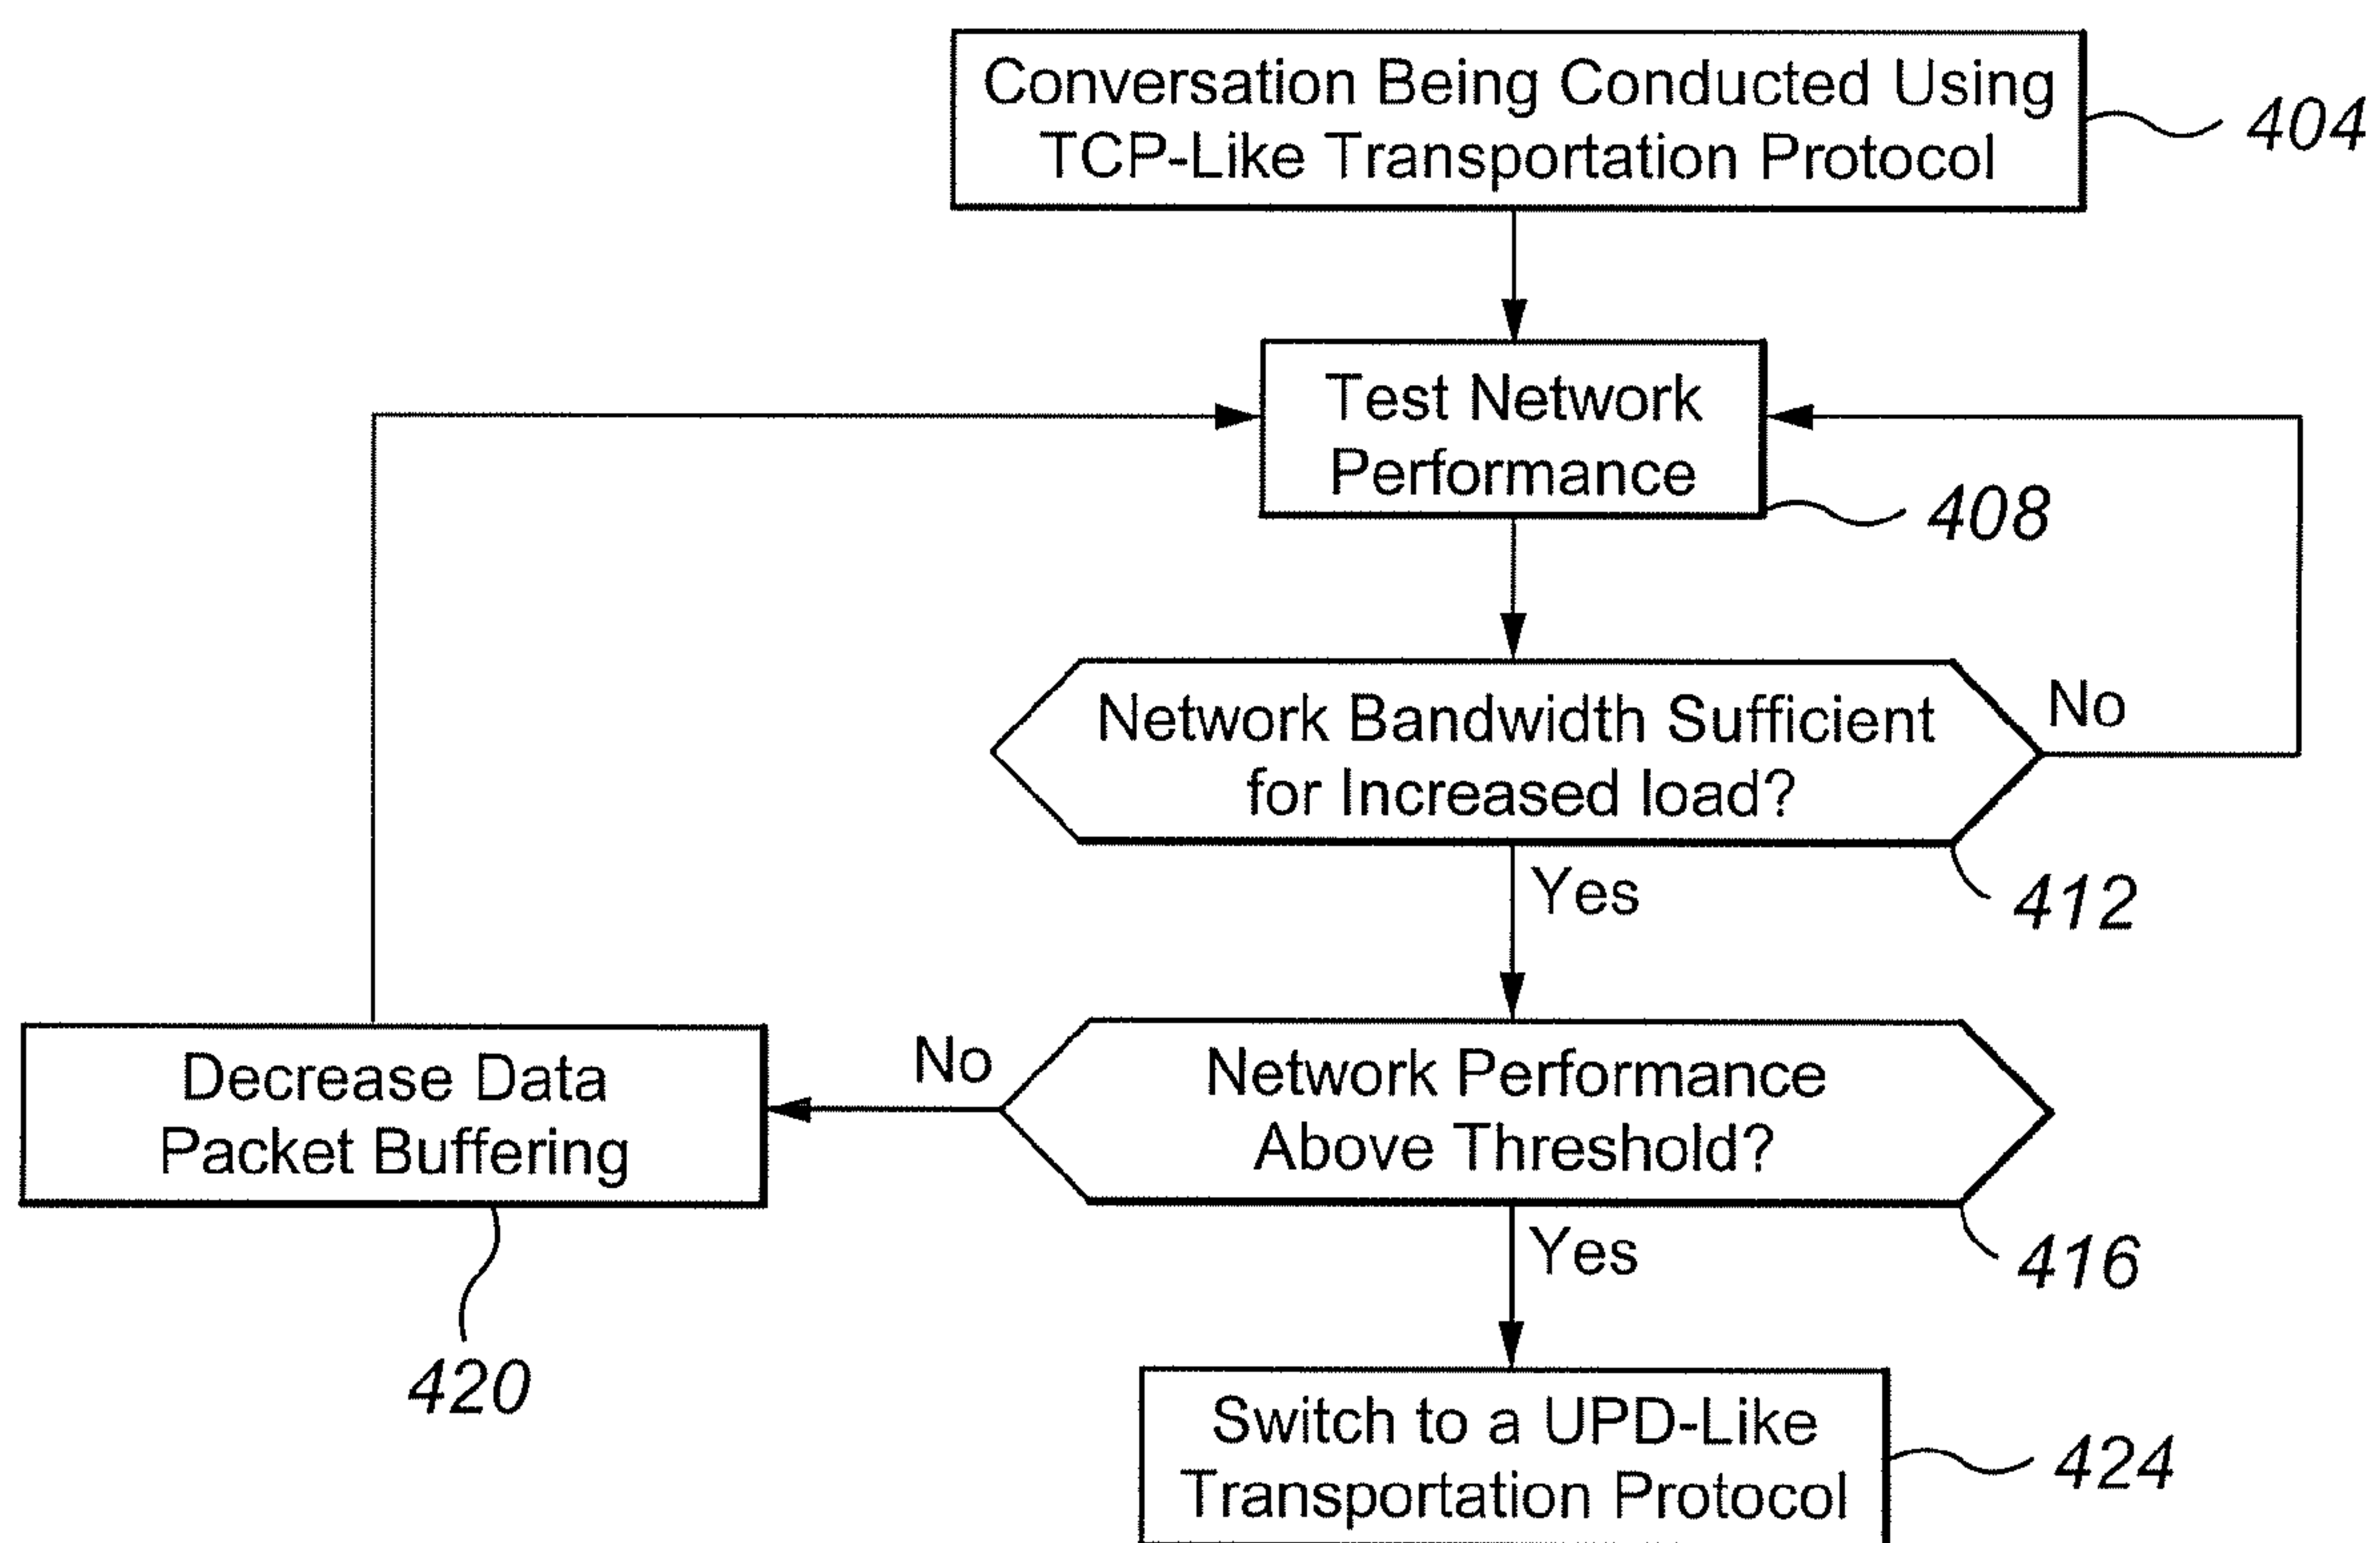 Conversation Being Conducted Using
TCP-Like Transportation Protocol
404
Test Network
Performance
408
Network Bandwidth Sufficient
for Increased load?
No
412
Yes
Decrease Data
Packet Buffering
420
No
Network Performance
Above Threshold?
416
Yes
Switch to a UPD-Like
Transportation Protocol
424